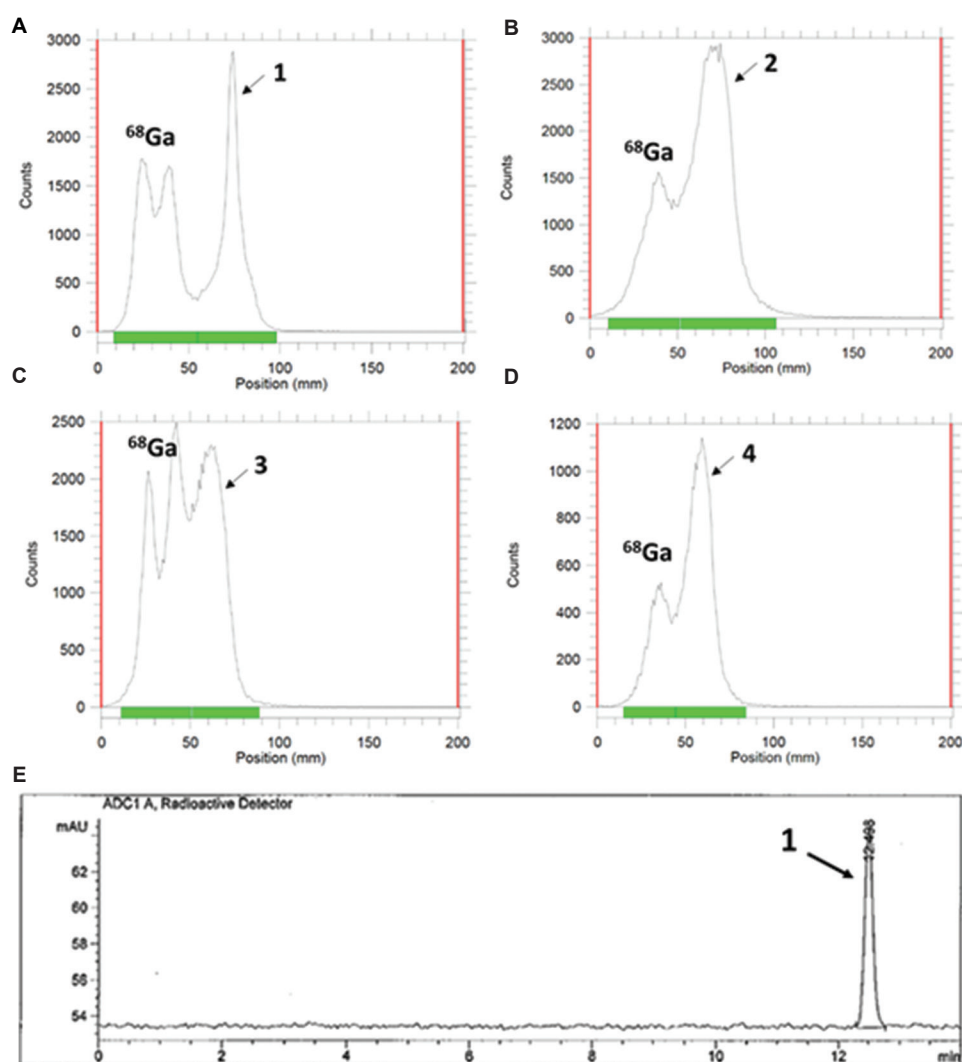 A
3000
2500
2000
1500
1000
500
0
Counts
⁶⁸Ga
1
0 50 100 150 200
Position (mm)
B
3000
2500
2000
1500
1000
500
0
Counts
⁶⁸Ga
2
0 50 100 150 200
Position (mm)
C
2500
2000
1500
1000
500
0
Counts
⁶⁸Ga
3
0 50 100 150 200
Position (mm)
D
1200
1000
800
600
400
200
0
Counts
⁶⁸Ga
4
0 50 100 150 200
Position (mm)
E
ADC1 A, Radioactive Detector
mAU
62
60
58
56
54
1
12.498
0 2 4 6 8 10 12 min